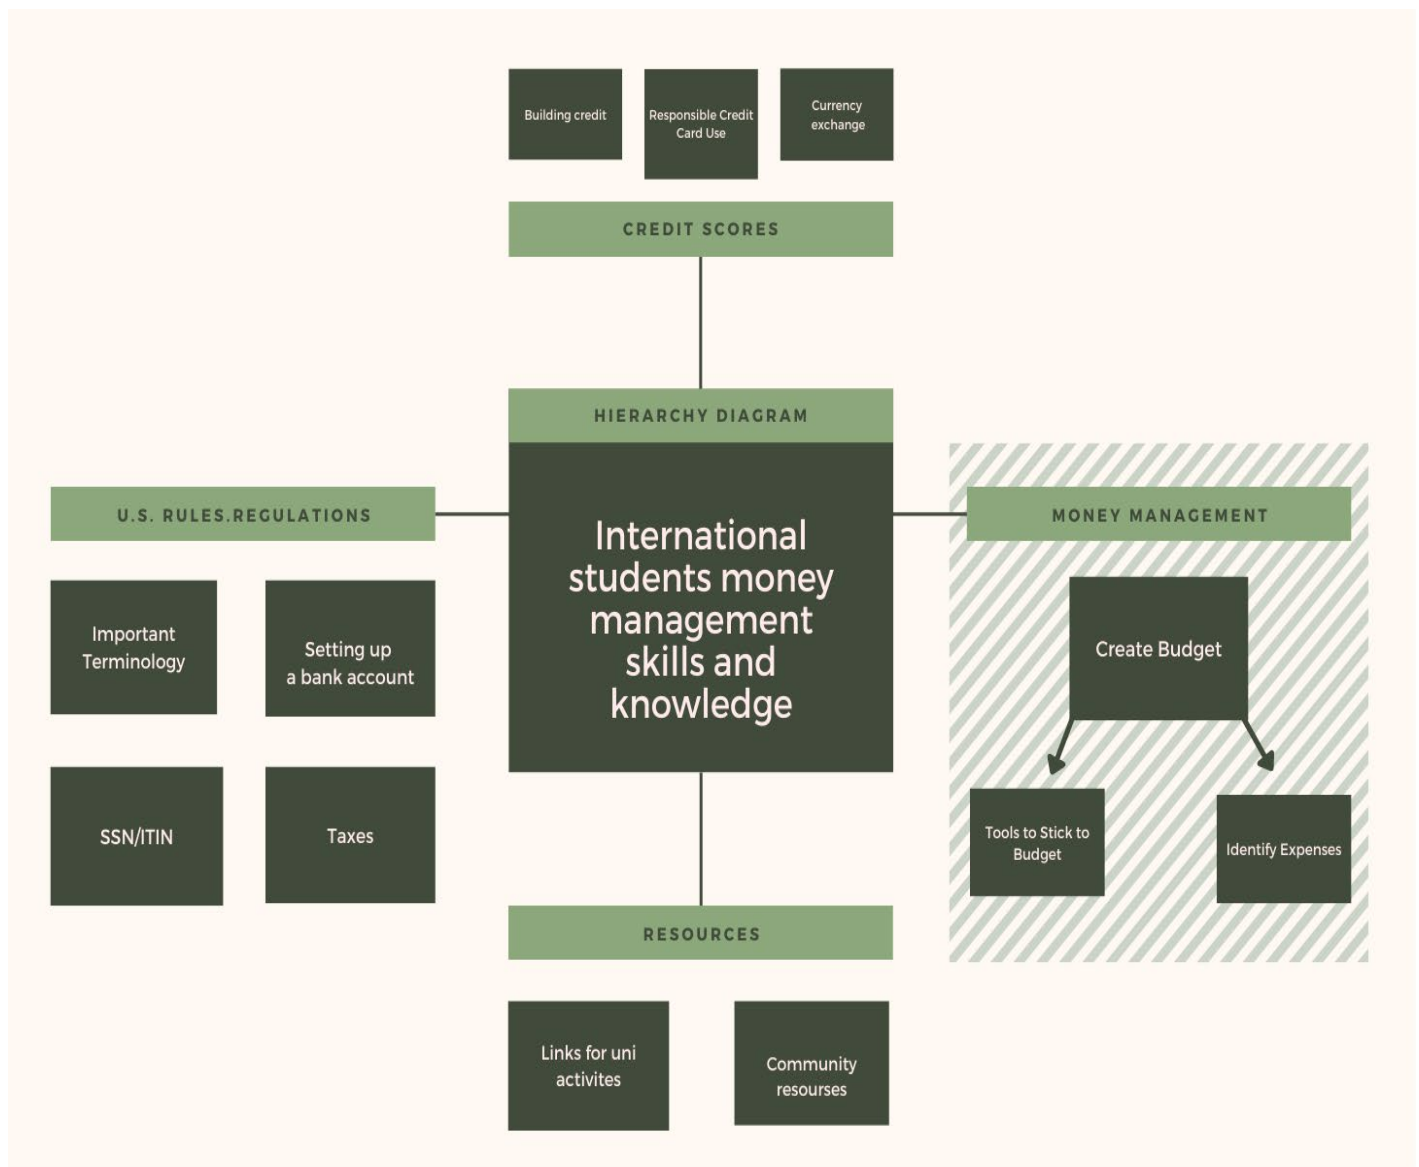 Building credit
Responsible Credit
Card Use
Currency
exchange
CREDIT SCORES
HIERARCHY DIAGRAM
International
students money
management
skills and
knowledge
U.S. RULES.REGULATIONS
Important
Terminology
Setting up
a bank account
SSN/ITIN
Taxes
MONEY MANAGEMENT
Create Budget
Tools to Stick to
Budget
Identify Expenses
RESOURCES
Links for uni
activites
Community
resourses